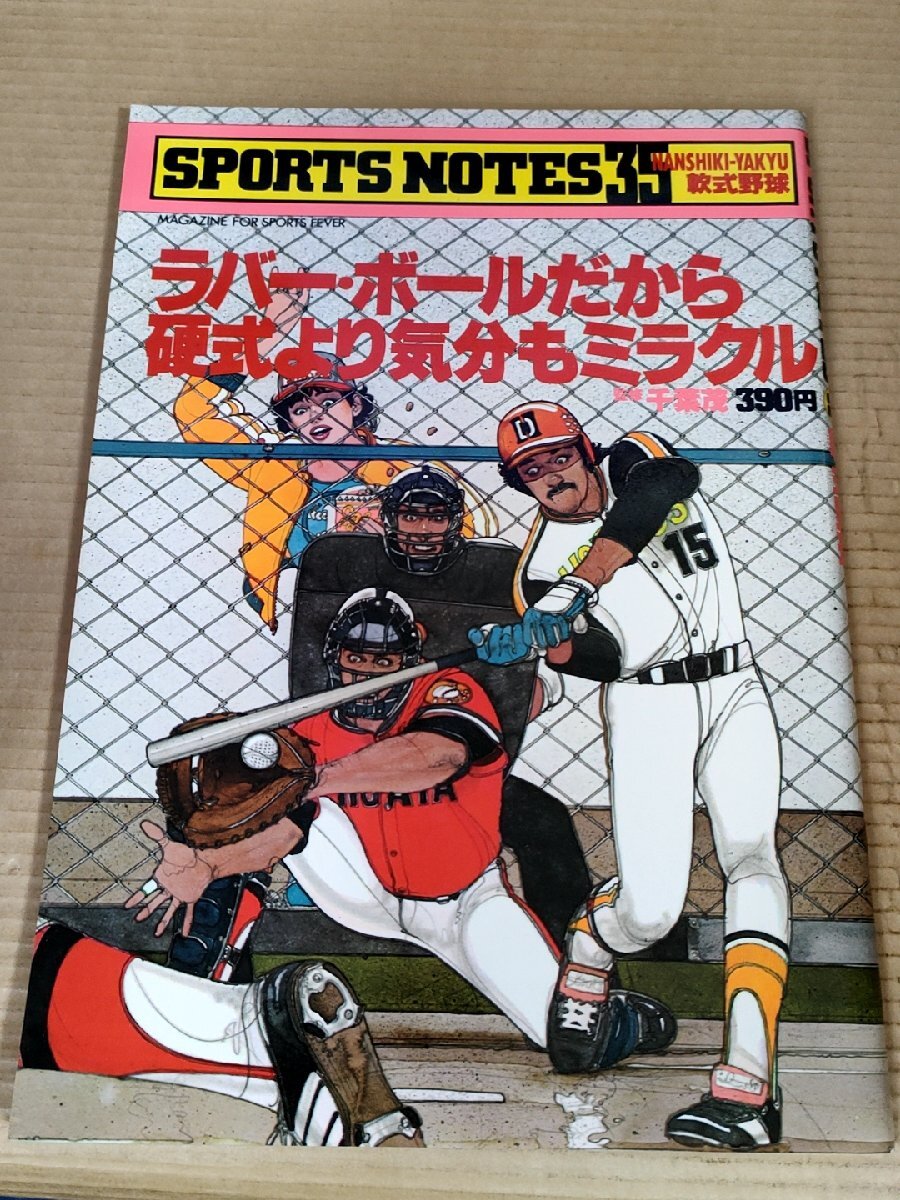 SPORTS NOTES 35
NANSHIKI-YAKYU
軟式野球
MAGAZINE FOR SPORTS FEVER
ラバー・ボールだから
硬式より気分もミラクル
千葉茂 390円
D
15